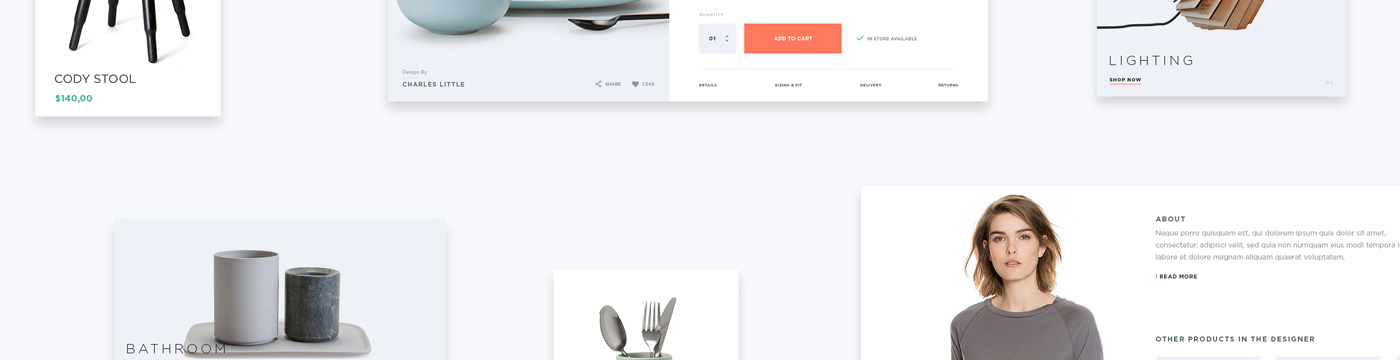 CODY STOOL
$140,00
Design By
CHARLES LITTLE
SHARE
1.240
QUANTITY
01
ADD TO CART
IN STORE AVAILABLE
DETAILS
SIZING & FIT
DELIVERY
RETURNS
LIGHTING
SHOP NOW
BATHROOM
ABOUT
Neque porro quisquam est, qui dolorem ipsum quia dolor sit amet,
consectetur, adipisci velit, sed quia non numquam eius modi tempora i
labore et dolore magnam aliquam quaerat voluptatem.
READ MORE
OTHER PRODUCTS IN THE DESIGNER